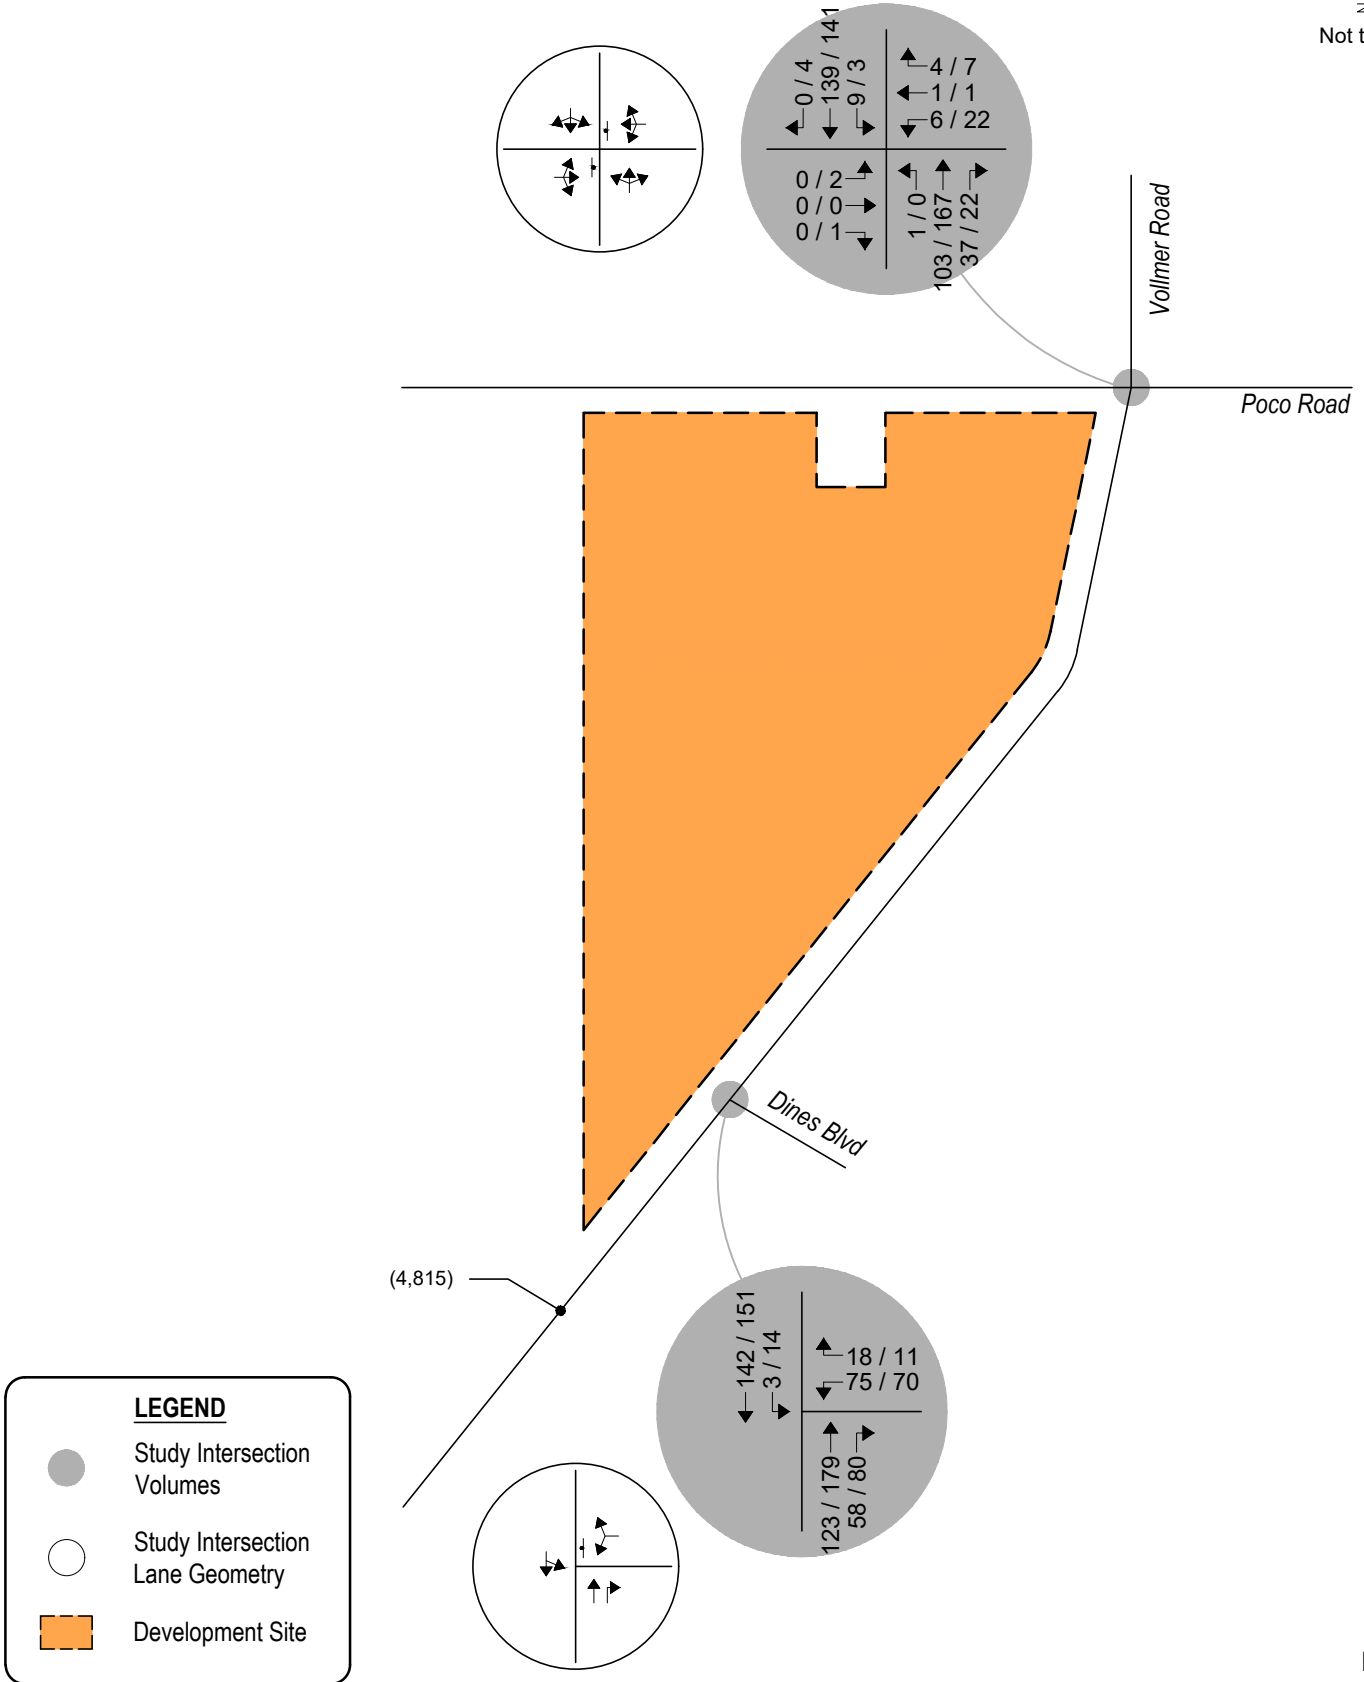 Not t
0 / 4
139 / 141
9 / 3
4 / 7
1 / 1
6 / 22
0 / 2
0 / 0
0 / 1
1 / 0
103 / 167
37 / 22
Vollmer Road
Poco Road
Dines Blvd
(4,815)
142 / 151
3 / 14
18 / 11
75 / 70
123 / 179
58 / 80
LEGEND
Study Intersection
Volumes
Study Intersection
Lane Geometry
Development Site